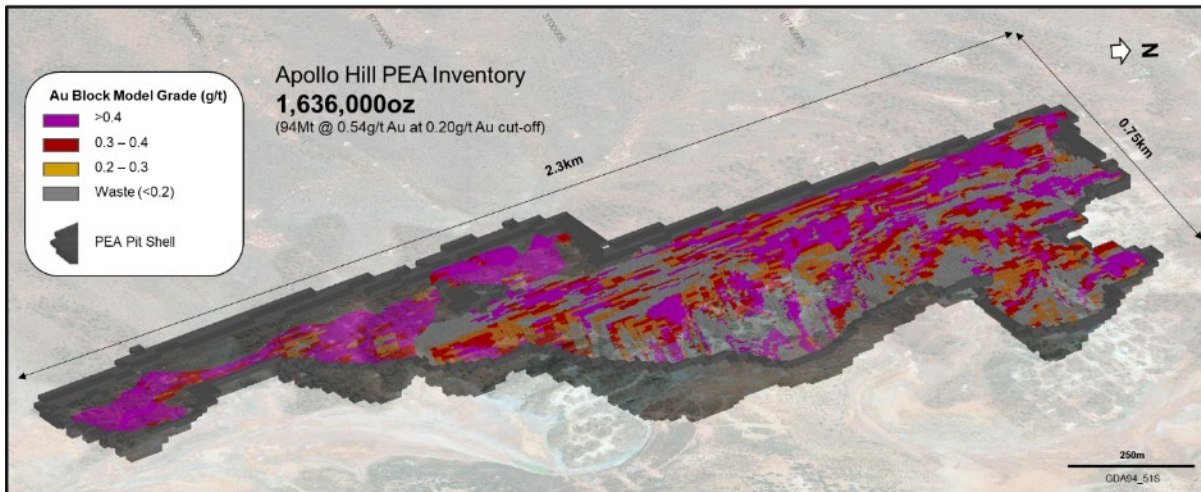 Apollo Hill PEA Inventory
1,636,000oz
(94Mt @ 0.54g/t Au at 0.20g/t Au cut-off)
Au Block Model Grade (g/t)
>0.4
0.3 – 0.4
0.2 – 0.3
Waste (<0.2)
PEA Pit Shell
2.3km
0.75km
N
250m
GDA94_51S